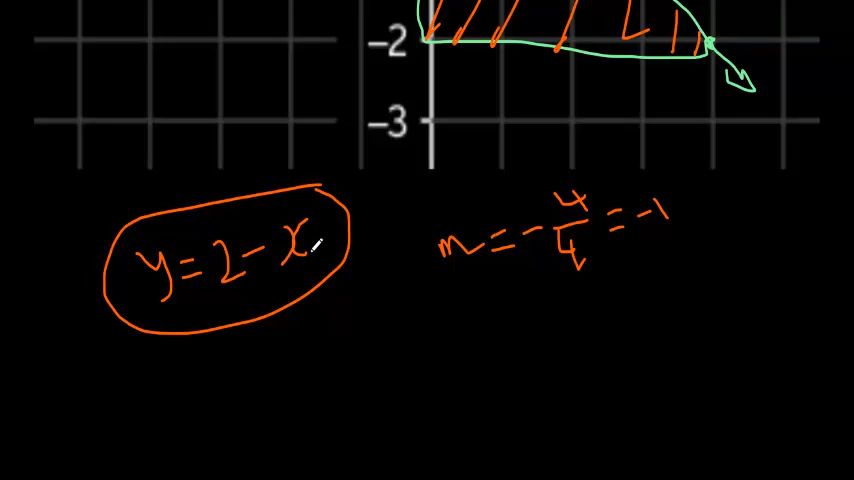 -2
-3
y = 2 - x
m = - 4/4 = -1